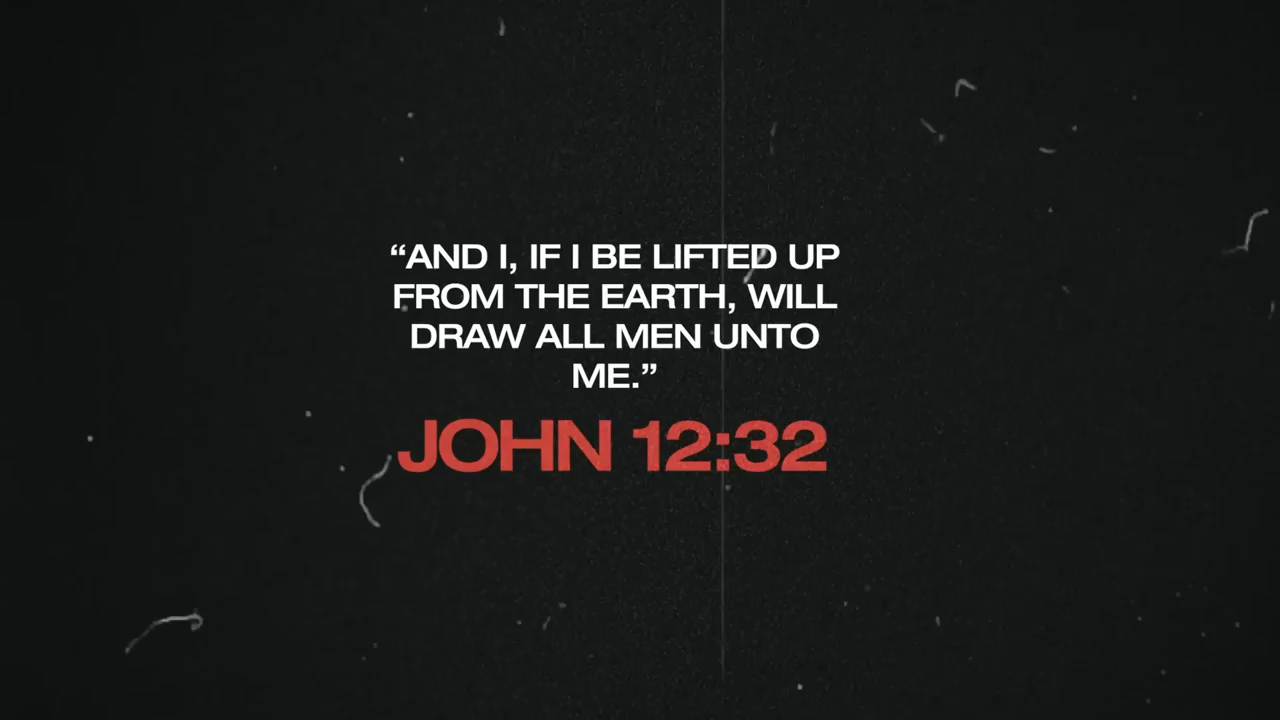 “AND I, IF I BE LIFTED UP
FROM THE EARTH, WILL
DRAW ALL MEN UNTO
ME.”
JOHN 12:32